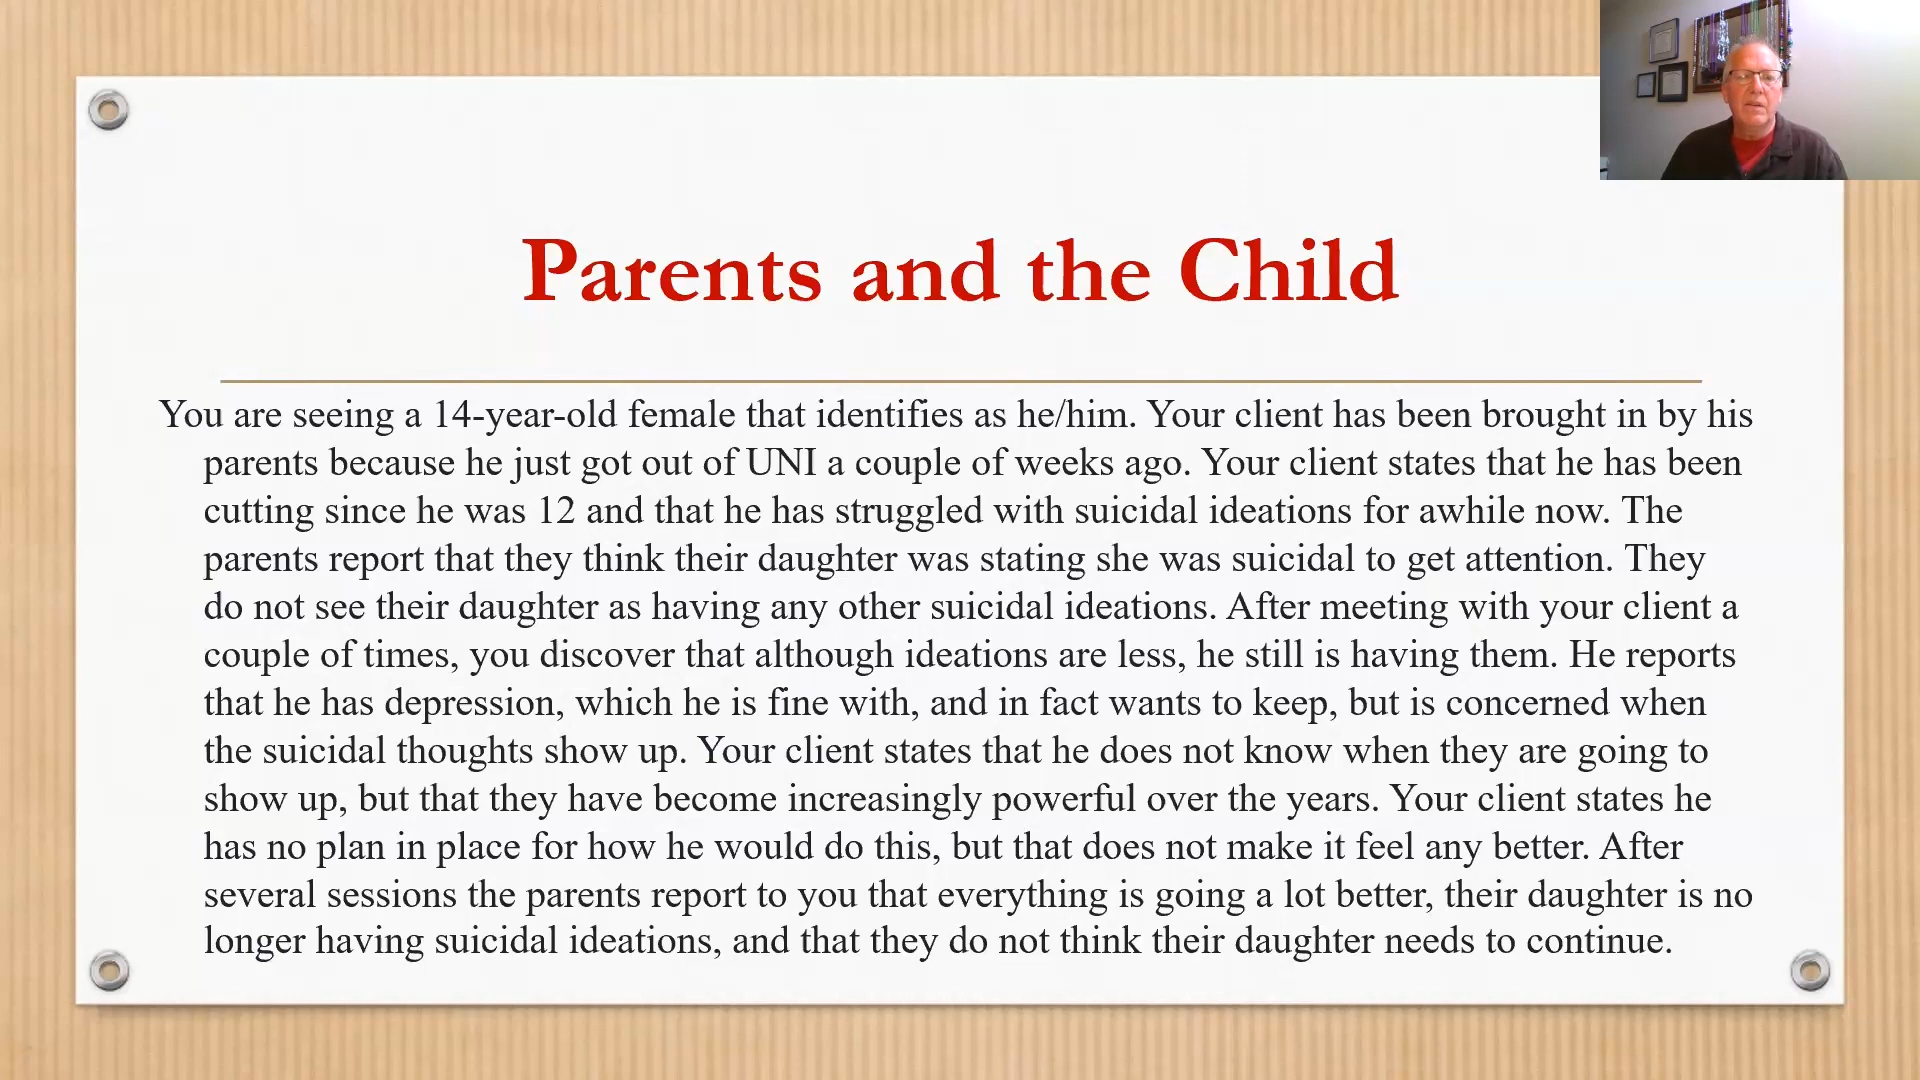 Parents and the Child
You are seeing a 14-year-old female that identifies as he/him. Your client has been brought in by his
parents because he just got out of UNI a couple of weeks ago. Your client states that he has been
cutting since he was 12 and that he has struggled with suicidal ideations for awhile now. The
parents report that they think their daughter was stating she was suicidal to get attention. They
do not see their daughter as having any other suicidal ideations. After meeting with your client a
couple of times, you discover that although ideations are less, he still is having them. He reports
that he has depression, which he is fine with, and in fact wants to keep, but is concerned when
the suicidal thoughts show up. Your client states that he does not know when they are going to
show up, but that they have become increasingly powerful over the years. Your client states he
has no plan in place for how he would do this, but that does not make it feel any better. After
several sessions the parents report to you that everything is going a lot better, their daughter is no
longer having suicidal ideations, and that they do not think their daughter needs to continue.